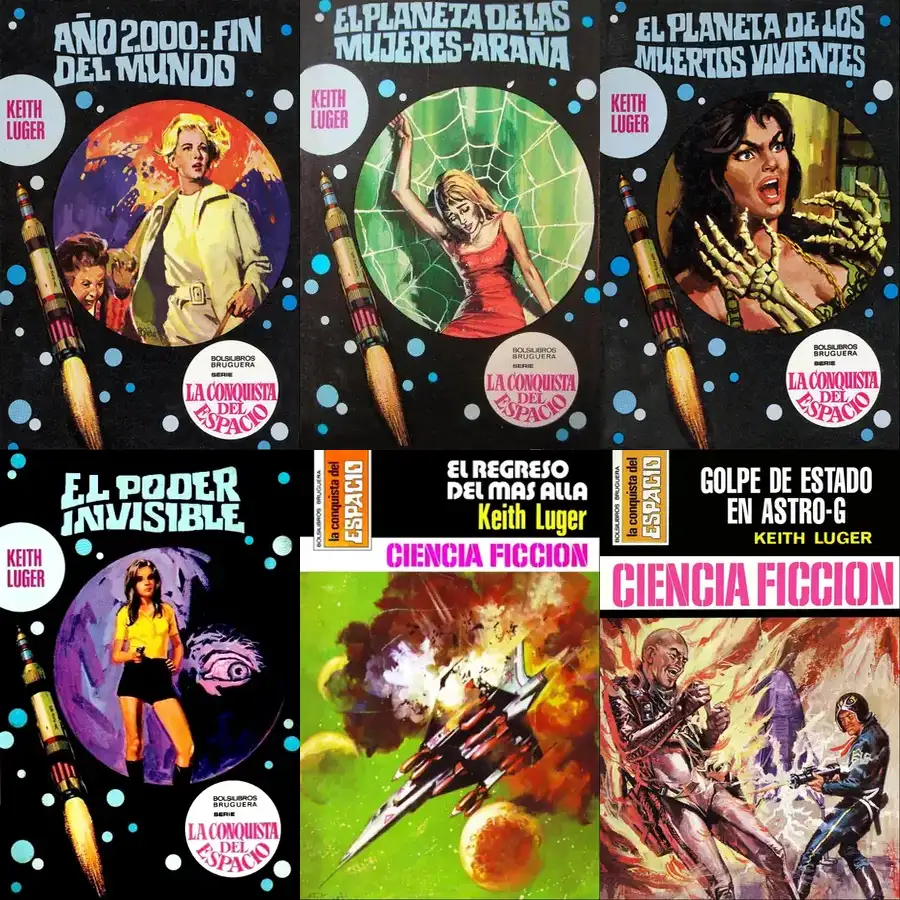 AÑO 2.000: FIN
DEL MUNDO
KEITH
LUGER
BOLSILIBROS
BRUGUERA
SERIE
LA CONQUISTA
DEL
ESPACIO
EL PLANETA DE LAS
MUJERES-ARAÑA
KEITH
LUGER
BOLSILIBROS
BRUGUERA
SERIE
LA CONQUISTA
DEL
ESPACIO
EL PLANETA DE LOS
MUERTOS VIVIENTES
KEITH
LUGER
BOLSILIBROS
BRUGUERA
SERIE
LA CONQUISTA
DEL
ESPACIO
EL PODER
INVISIBLE
KEITH
LUGER
BOLSILIBROS
BRUGUERA
SERIE
LA CONQUISTA
DEL
ESPACIO
BOLSILIBROS BRUGUERA
la conquista del
ESPACIO
EL REGRESO
DEL MAS ALLA
Keith Luger
CIENCIA FICCION
BOLSILIBROS BRUGUERA
la conquista del
ESPACIO
GOLPE DE ESTADO
EN ASTRO-G
KEITH LUGER
CIENCIA FICCION